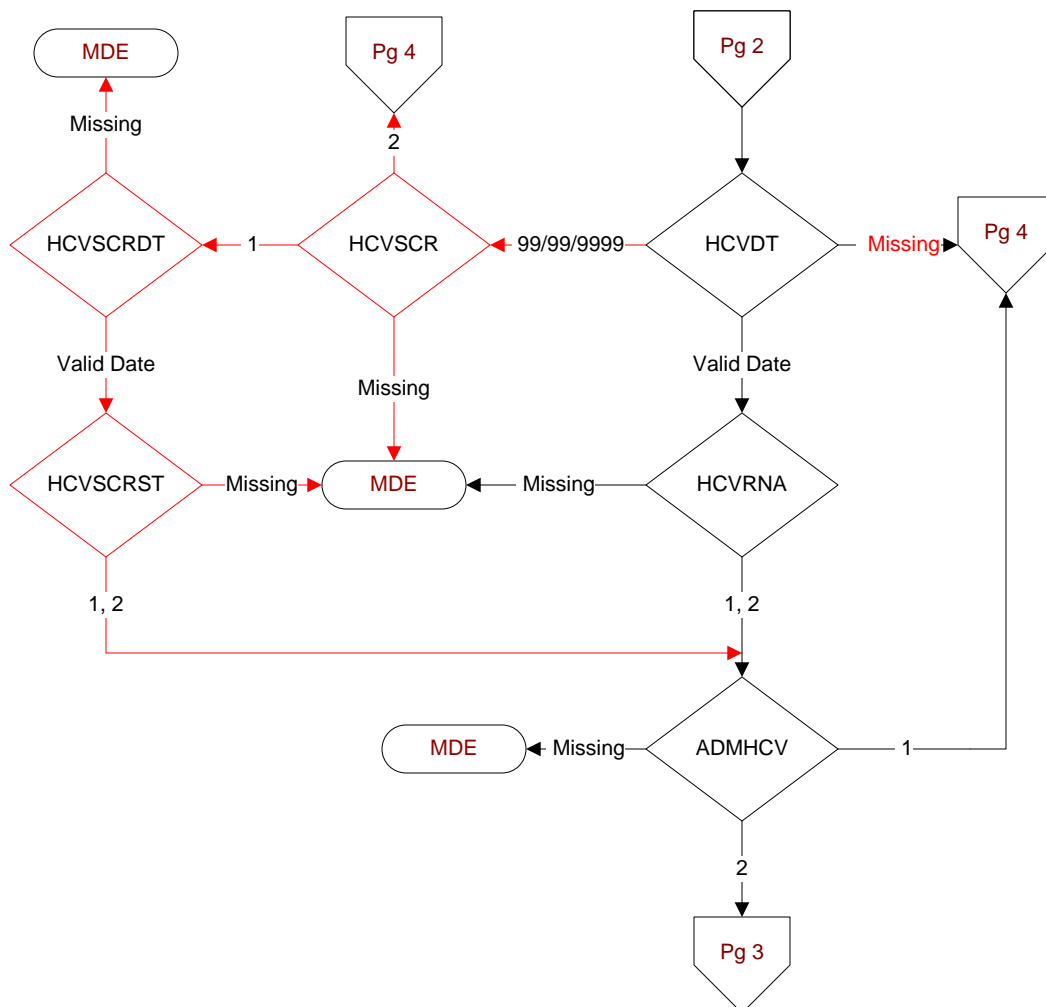 MDE
Pg 4
Pg 2
Missing
2
HCVSCRDT
1
HCVSCR
99/99/9999
HCVDT
Missing
Pg 4
Valid Date
Missing
Valid Date
HCVSCRST
Missing
MDE
Missing
HCVRNA
1, 2
1, 2
MDE
Missing
ADMHCV
1
2
Pg 3